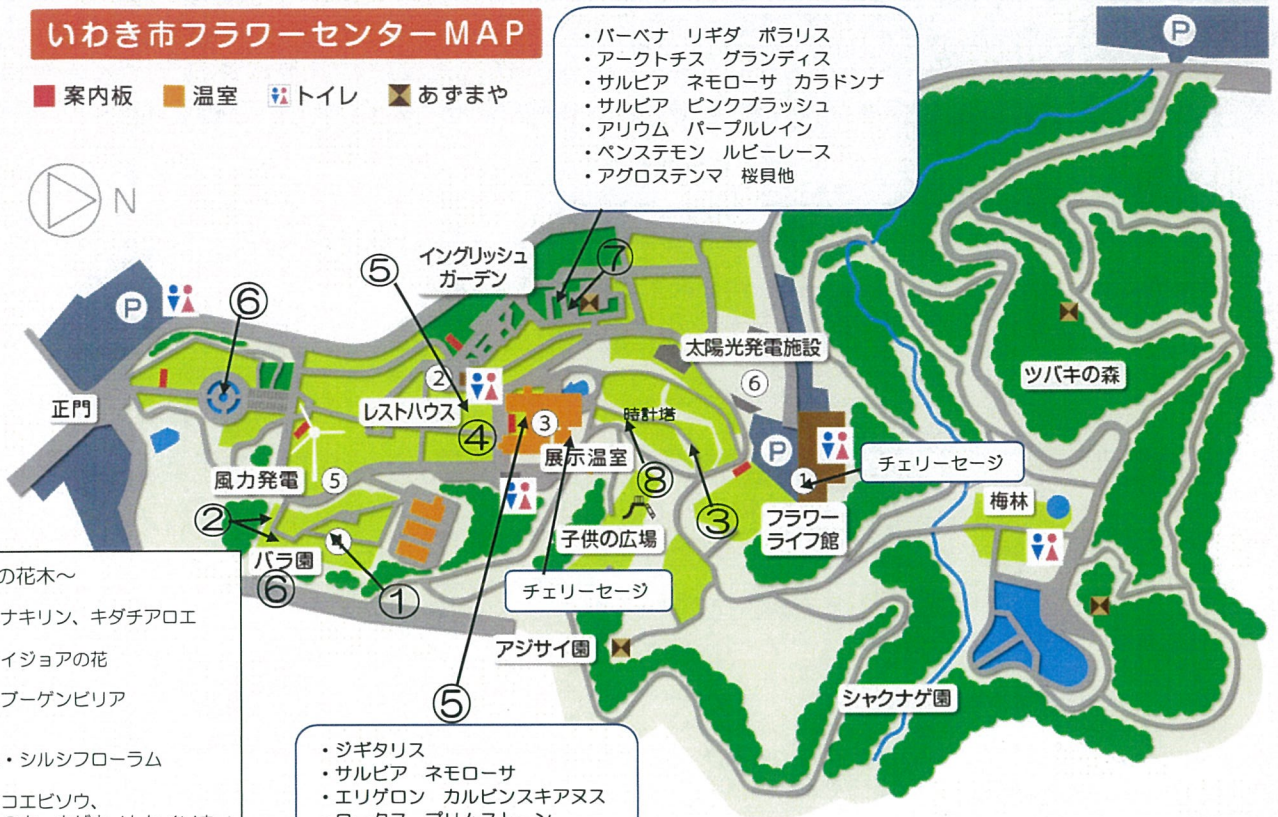 いわき市フラワーセンターMAP
案内板 温室 トイレ あずまや
N
・バーベナ リギダ ポラリス
・アークトチス グランディス
・サルビア ネモローサ カラドンナ
・サルビア ピンクブラッシュ
・アリウム パープルレイン
・ペンステモン ルビーレース
・アグロステンマ 桜貝他
P
イングリッシュ
ガーデン
⑤
⑦
P
⑥
正門
②
レストハウス
④
③
展示温室
時計塔
太陽光発電施設
⑥
ツバキの森
P
①
チェリーセージ
フラワー
ライフ館
梅林
風力発電
⑤
②
バラ園
⑥
①
⑧
③
子供の広場
チェリーセージ
アジサイ園
シャクナゲ園
⑤
の花木～
ナキリン、キダチアロエ
イジョアの花
ブーゲンビリア
・シルシフローラム
コエビソウ、
・ジギタリス
・サルビア ネモローサ
・エリゲロン カルビンスキアヌス